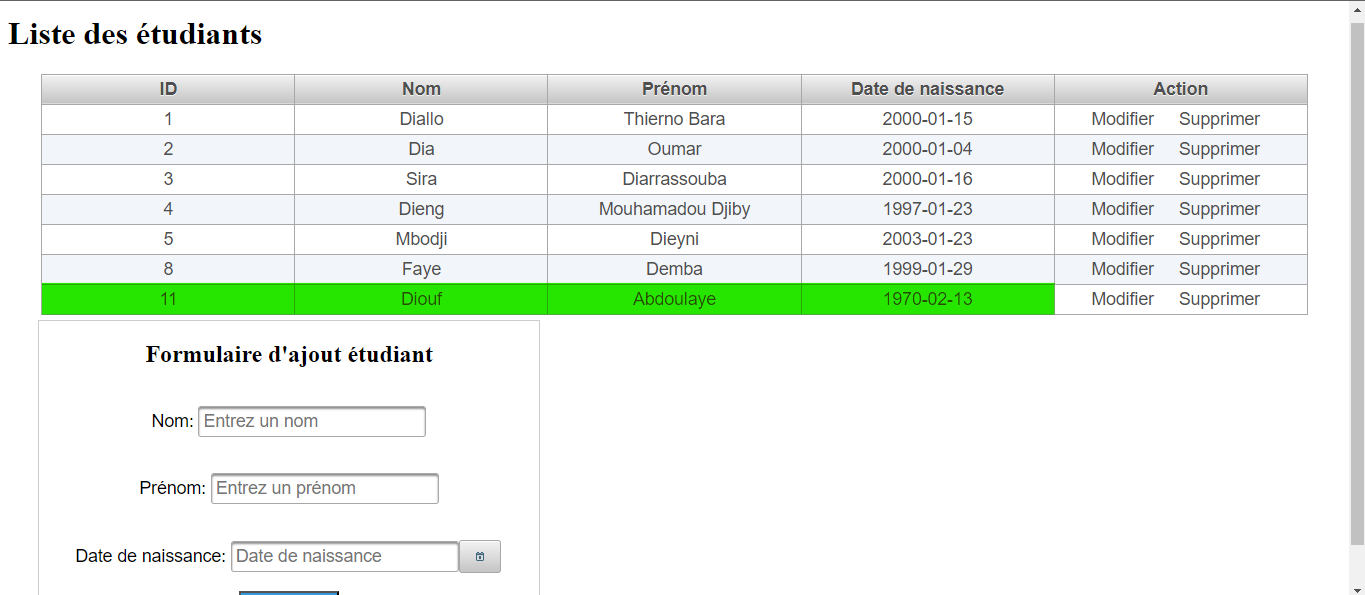 Liste des étudiants
ID Nom Prénom Date de naissance Action
1 Diallo Thierno Bara 2000-01-15 Modifier Supprimer
2 Dia Oumar 2000-01-04 Modifier Supprimer
3 Sira Diarrassouba 2000-01-16 Modifier Supprimer
4 Dieng Mouhamadou Djiby 1997-01-23 Modifier Supprimer
5 Mbodji Dieyni 2003-01-23 Modifier Supprimer
8 Faye Demba 1999-01-29 Modifier Supprimer
11 Diouf Abdoulaye 1970-02-13 Modifier Supprimer
Formulaire d'ajout étudiant
Nom: Entrez un nom
Prénom: Entrez un prénom
Date de naissance: Date de naissance